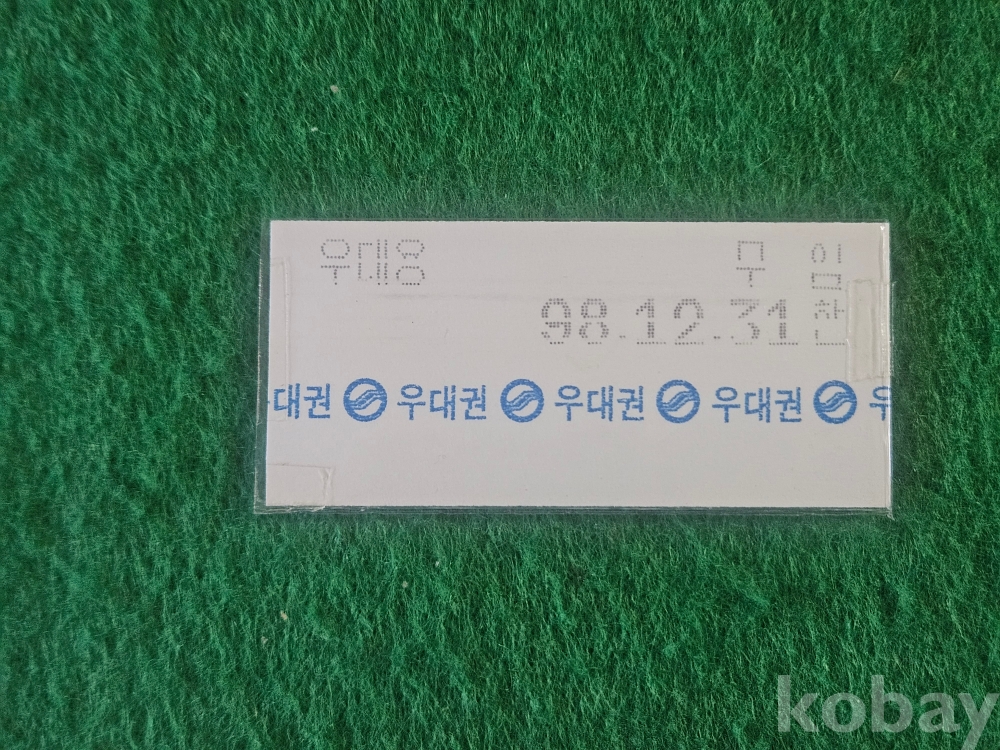 우대용 무 임
98.12.31 한
대권 우대권 우대권 우대권 우
kobay